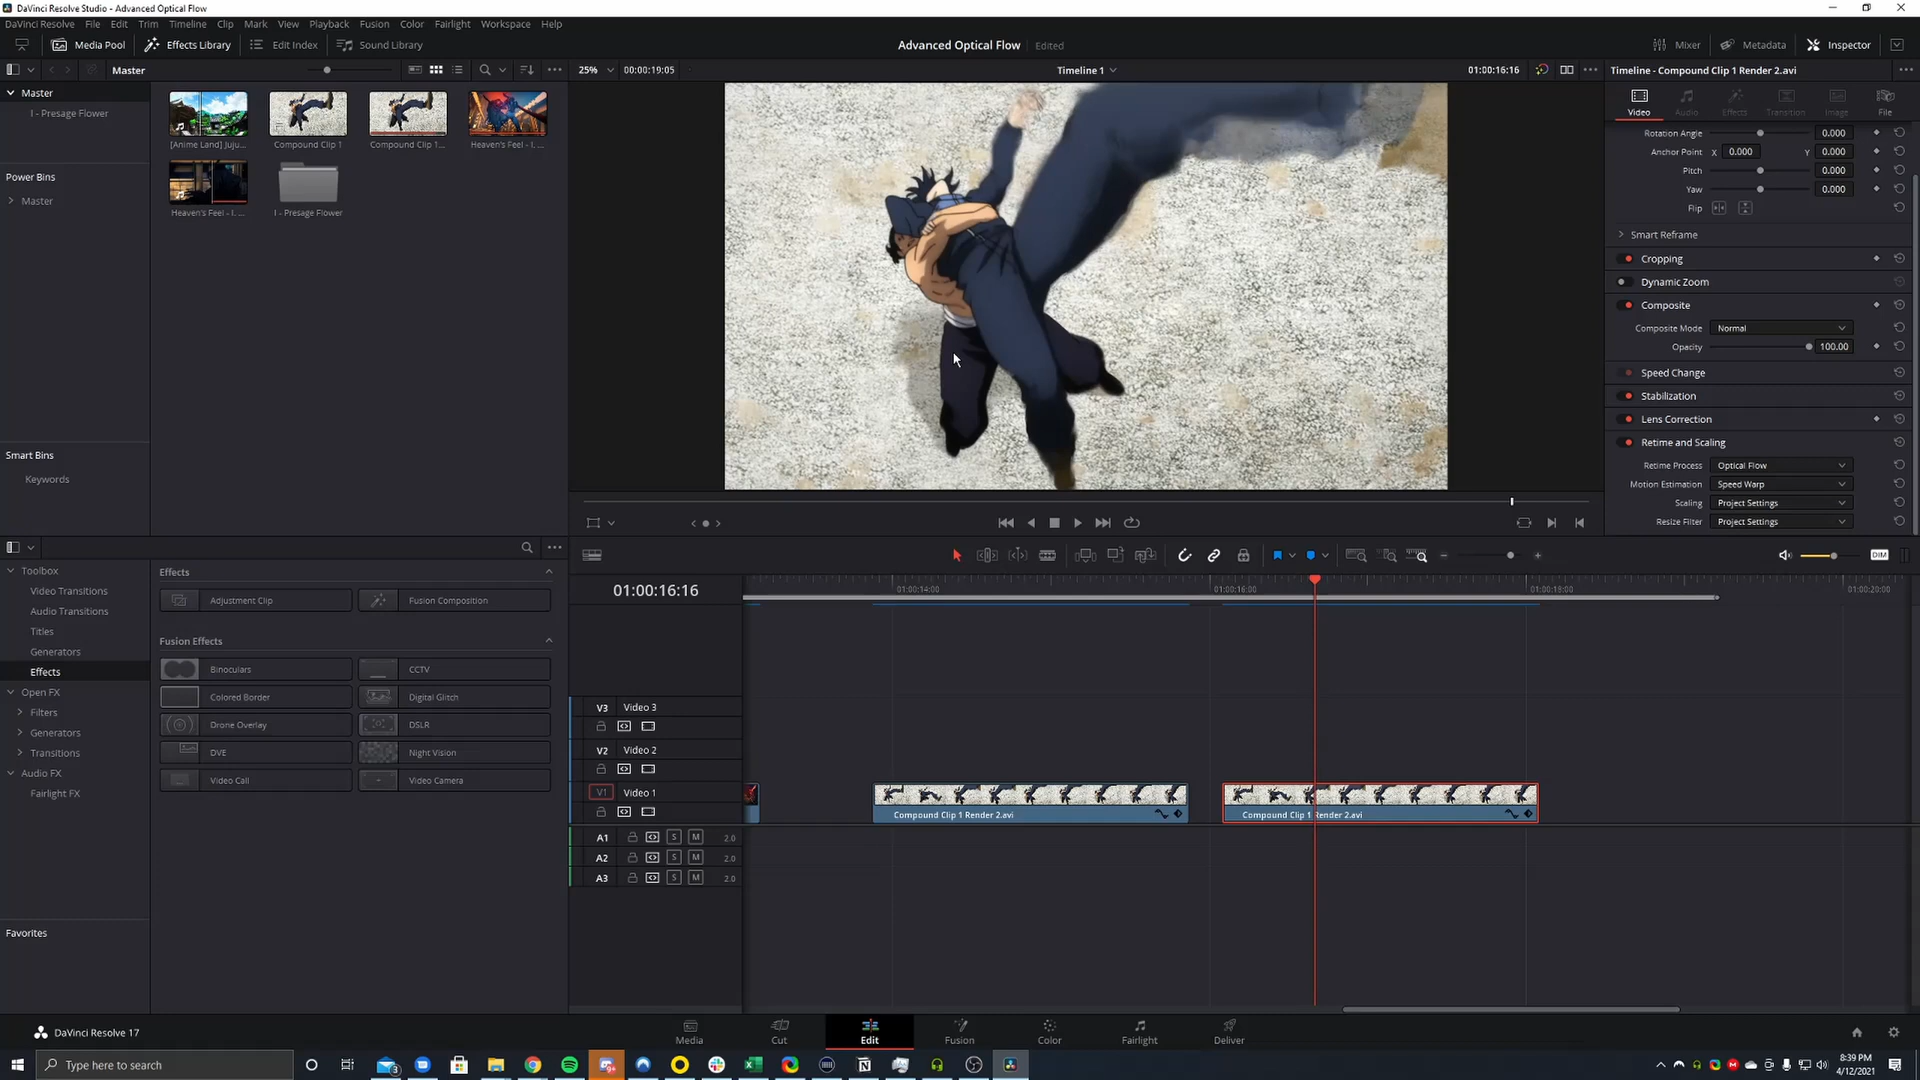 DaVinci Resolve Studio - Advanced Optical Flow
DaVinci Resolve File Edit Trim Timeline Clip Mark View Playback Fusion Color Fairlight Workspace Help
Media Pool Effects Library Edit Index Sound Library
Advanced Optical Flow Edited
Mixer Metadata Inspector
Master
25% 00:00:19:05
Timeline 1
01:00:16:16
Timeline - Compound Clip 1 Render 2.avi
Master
I - Presage Flower
Power Bins
Master
Smart Bins
Keywords
[Anime Land] Juju... Compound Clip 1 Compound Clip 1... Heaven's Feel - I. ...
Heaven's Feel - I. ... I - Presage Flower
Video Audio Effects Transition Image File
Rotation Angle 0.000
Anchor Point X 0.000 Y 0.000
Pitch 0.000
Yaw 0.000
Flip
Smart Reframe
Cropping
Dynamic Zoom
Composite
Composite Mode Normal
Opacity 100.00
Speed Change
Stabilization
Lens Correction
Retime and Scaling
Retime Process Optical Flow
Motion Estimation Speed Warp
Scaling Project Settings
Resize Filter Project Settings
Toolbox
Video Transitions
Audio Transitions
Titles
Generators
Effects
Open FX
Filters
Generators
Transitions
Audio FX
Fairlight FX
Favorites
Effects
Adjustment Clip Fusion Composition
Fusion Effects
Binoculars CCTV
Colored Border Digital Glitch
Drone Overlay DSLR
DVE Night Vision
Video Call Video Camera
DIM
01:00:16:16
01:00:14:00 01:00:16:00 01:00:18:00 01:00:20:00
V3 Video 3
V2 Video 2
V1 Video 1
Compound Clip 1 Render 2.avi Compound Clip 1 Render 2.avi
A1 S M 2.0
A2 S M 2.0
A3 S M 2.0
DaVinci Resolve 17
Media Cut Edit Fusion Color Fairlight Deliver
Type here to search
8:39 PM
4/12/2021